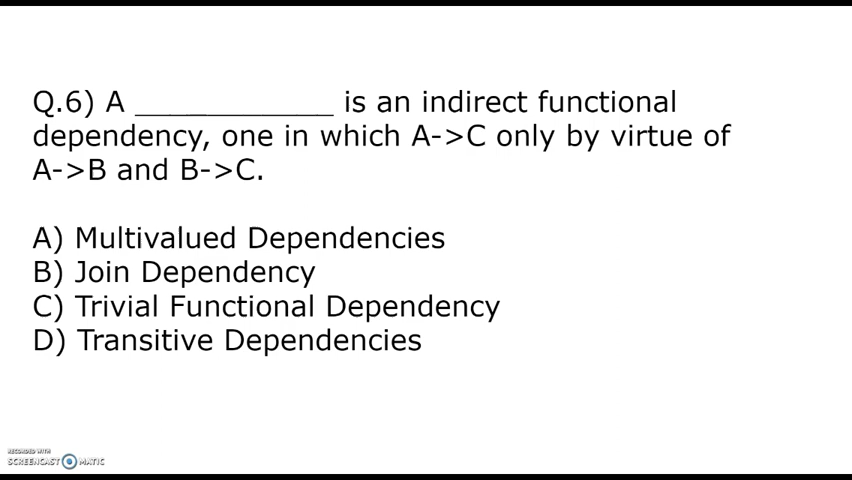 Q.6) A ____________ is an indirect functional
dependency, one in which A->C only by virtue of
A->B and B->C.
A) Multivalued Dependencies
B) Join Dependency
C) Trivial Functional Dependency
D) Transitive Dependencies
RECORDED WITH
SCREENCAST MATIC